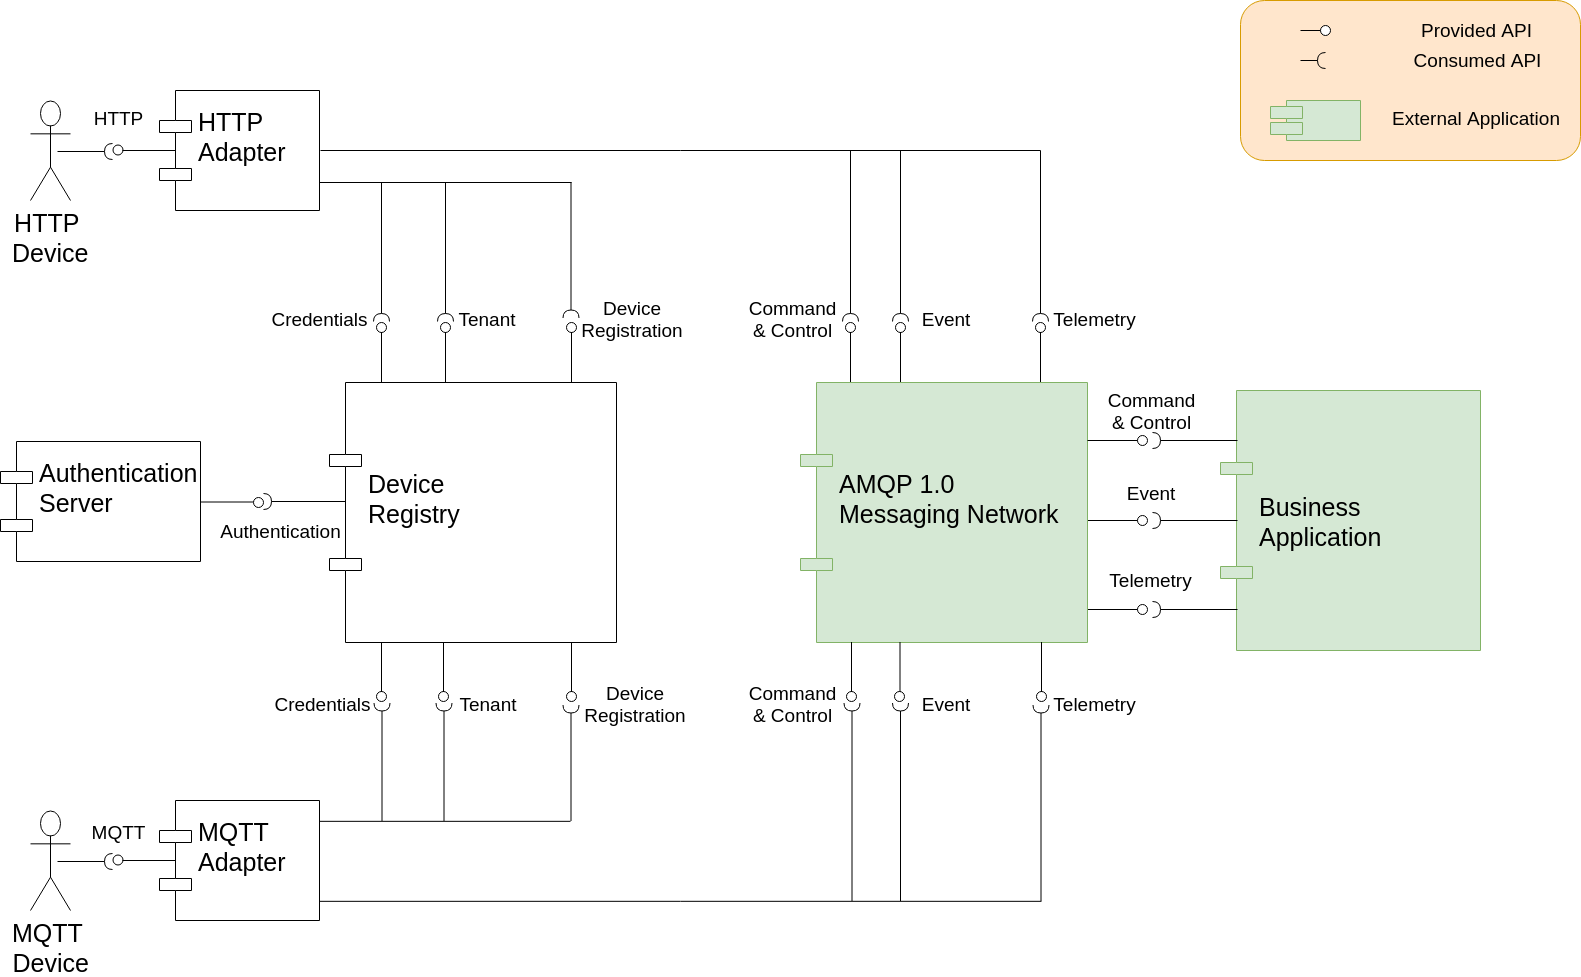 Provided API
Consumed API
External Application
HTTP
HTTP
Adapter
HTTP
Device
Credentials
Tenant
Device
Registration
Command
& Control
Event
Telemetry
Authentication
Server
Authentication
Device
Registry
AMQP 1.0
Messaging Network
Command
& Control
Event
Telemetry
Business
Application
Credentials
Tenant
Device
Registration
Command
& Control
Event
Telemetry
MQTT
MQTT
Adapter
MQTT
Device